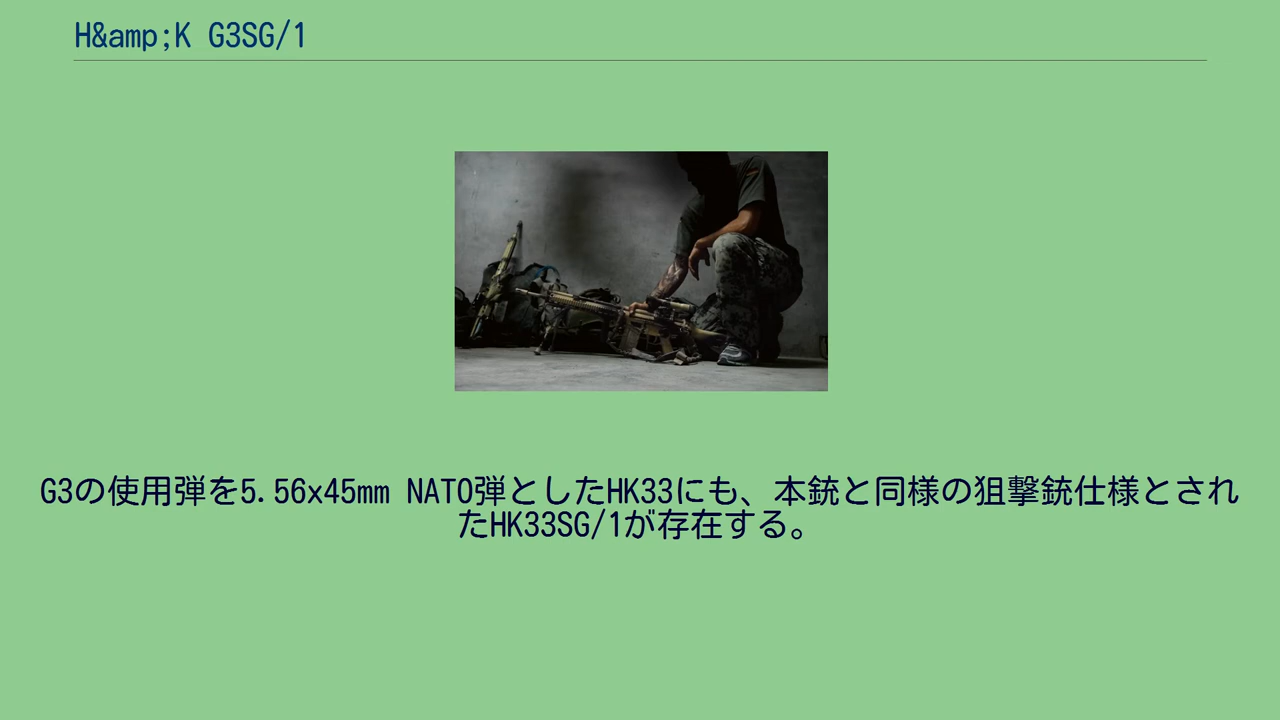 H&amp;K G3SG/1
G3の使用弾を5.56x45mm NATO弾としたHK33にも、本銃と同様の狙撃銃仕様とされ
たHK33SG/1が存在する。